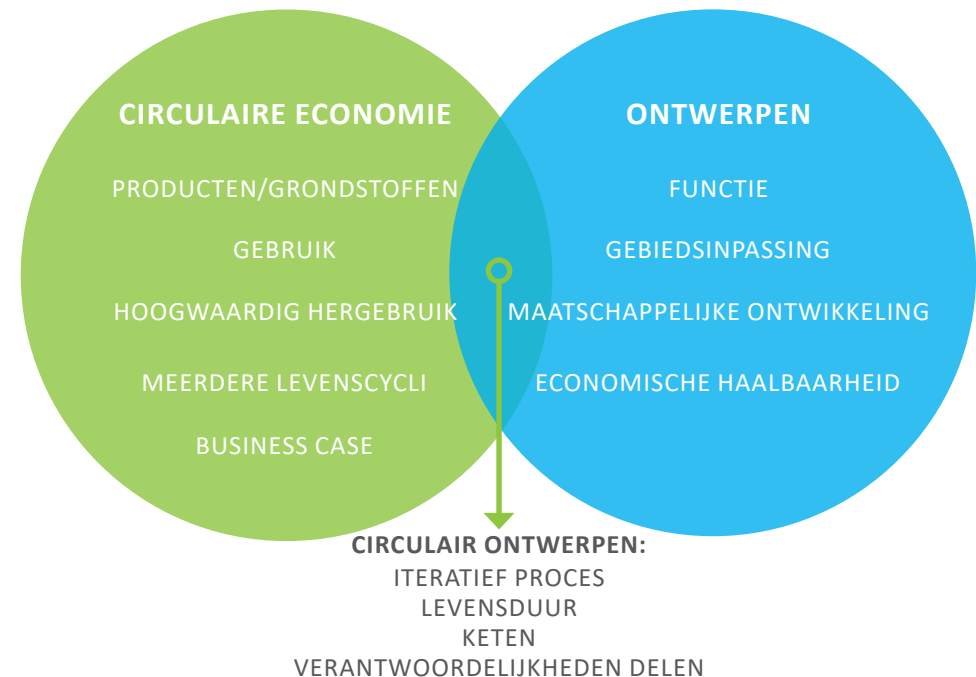 CIRCULAIRE ECONOMIE
PRODUCTEN/GRONDSTOFFEN
GEBRUIK
HOOGWAARDIG HERGEBRUIK
MEERDERE LEVENSCYCLI
BUSINESS CASE
ONTWERPEN
FUNCTIE
GEBIEDSINPASSING
MAATSCHAPPELIJKE ONTWIKKELING
ECONOMISCHE HAALBAARHEID
CIRCULAIR ONTWERPEN:
ITERATIEF PROCES
LEVENSDUUR
KETEN
VERANTWOORDELIJKHEDEN DELEN